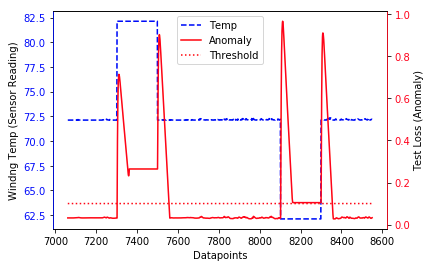 82.5
80.0
77.5
75.0
72.5
70.0
67.5
65.0
62.5
Windng Temp (Sensor Reading)
Temp
Anomaly
Threshold
1.0
0.8
0.6
0.4
0.2
0.0
Test Loss (Anomaly)
7000 7200 7400 7600 7800 8000 8200 8400 8600
Datapoints